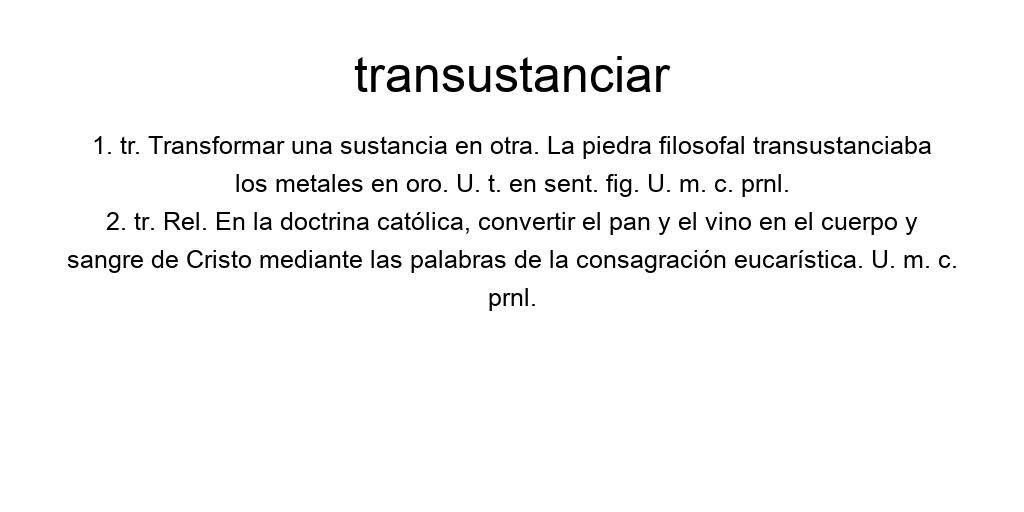 transustanciar
1. tr. Transformar una sustancia en otra. La piedra filosofal transustanciaba
los metales en oro. U. t. en sent. fig. U. m. c. prnl.
2. tr. Rel. En la doctrina católica, convertir el pan y el vino en el cuerpo y
sangre de Cristo mediante las palabras de la consagración eucarística. U. m. c.
prnl.